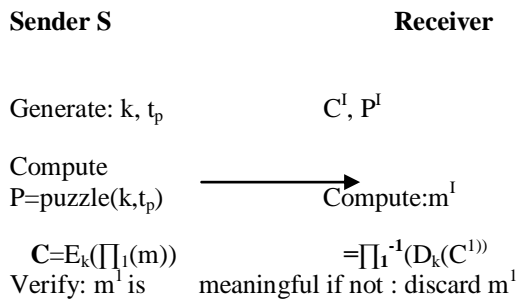 Sender S Receiver
Generate: k, tₚ Cᴵ, Pᴵ
Compute
P=puzzle(k,tₚ) Compute:mᴵ
C=Eₖ(∏₁(m)) =∏₁⁻¹(Dₖ(C¹⁾⁾
Verify: m¹ is meaningful if not : discard m¹